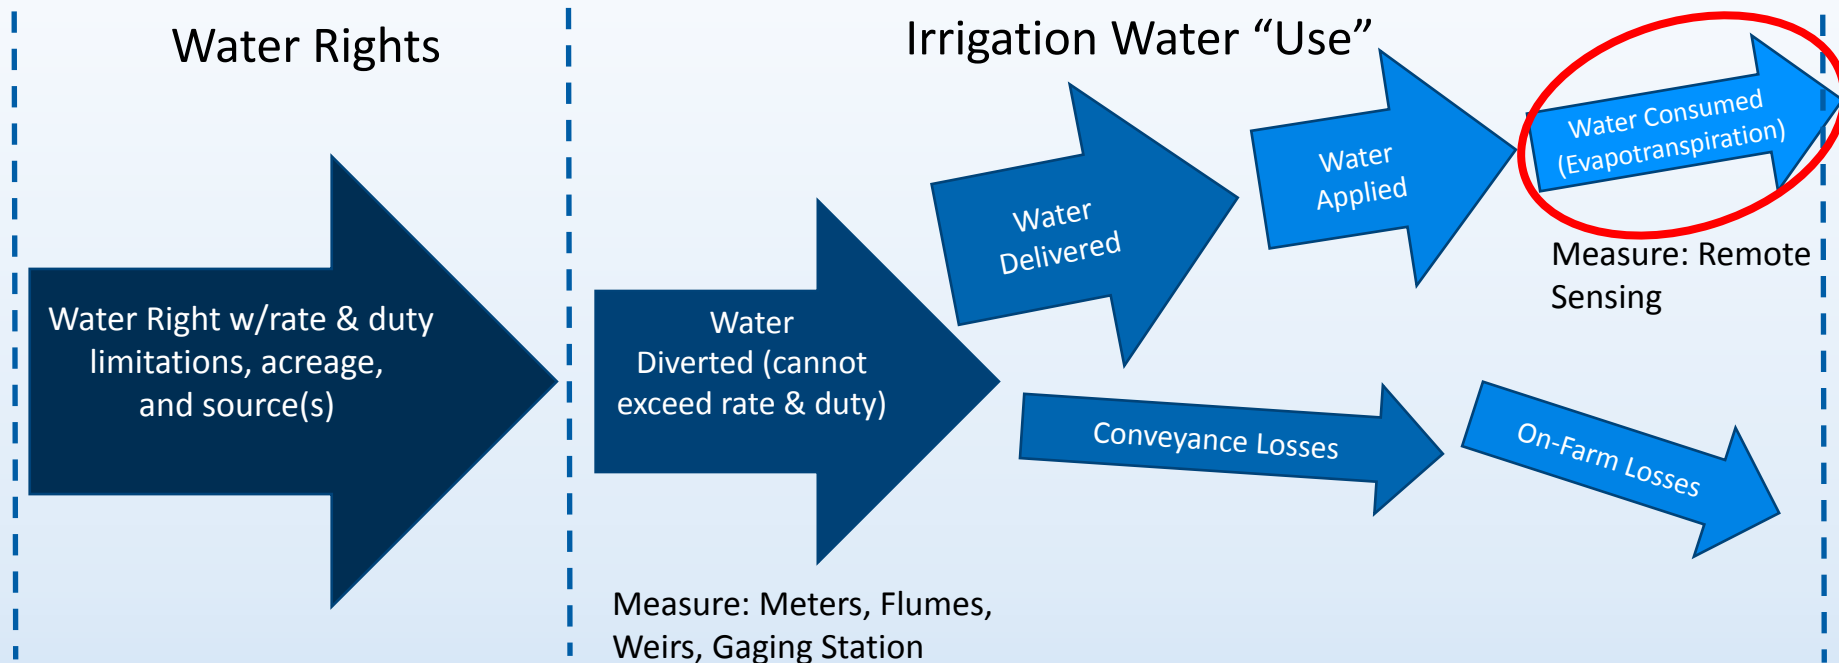 Water Rights
Irrigation Water “Use”
Water Right w/rate & duty
limitations, acreage,
and source(s)
Water
Diverted (cannot
exceed rate & duty)
Measure: Meters, Flumes,
Weirs, Gaging Station
Water
Delivered
Water
Applied
Water Consumed
(Evapotranspiration)
Measure: Remote
Sensing
Conveyance Losses
On-Farm Losses